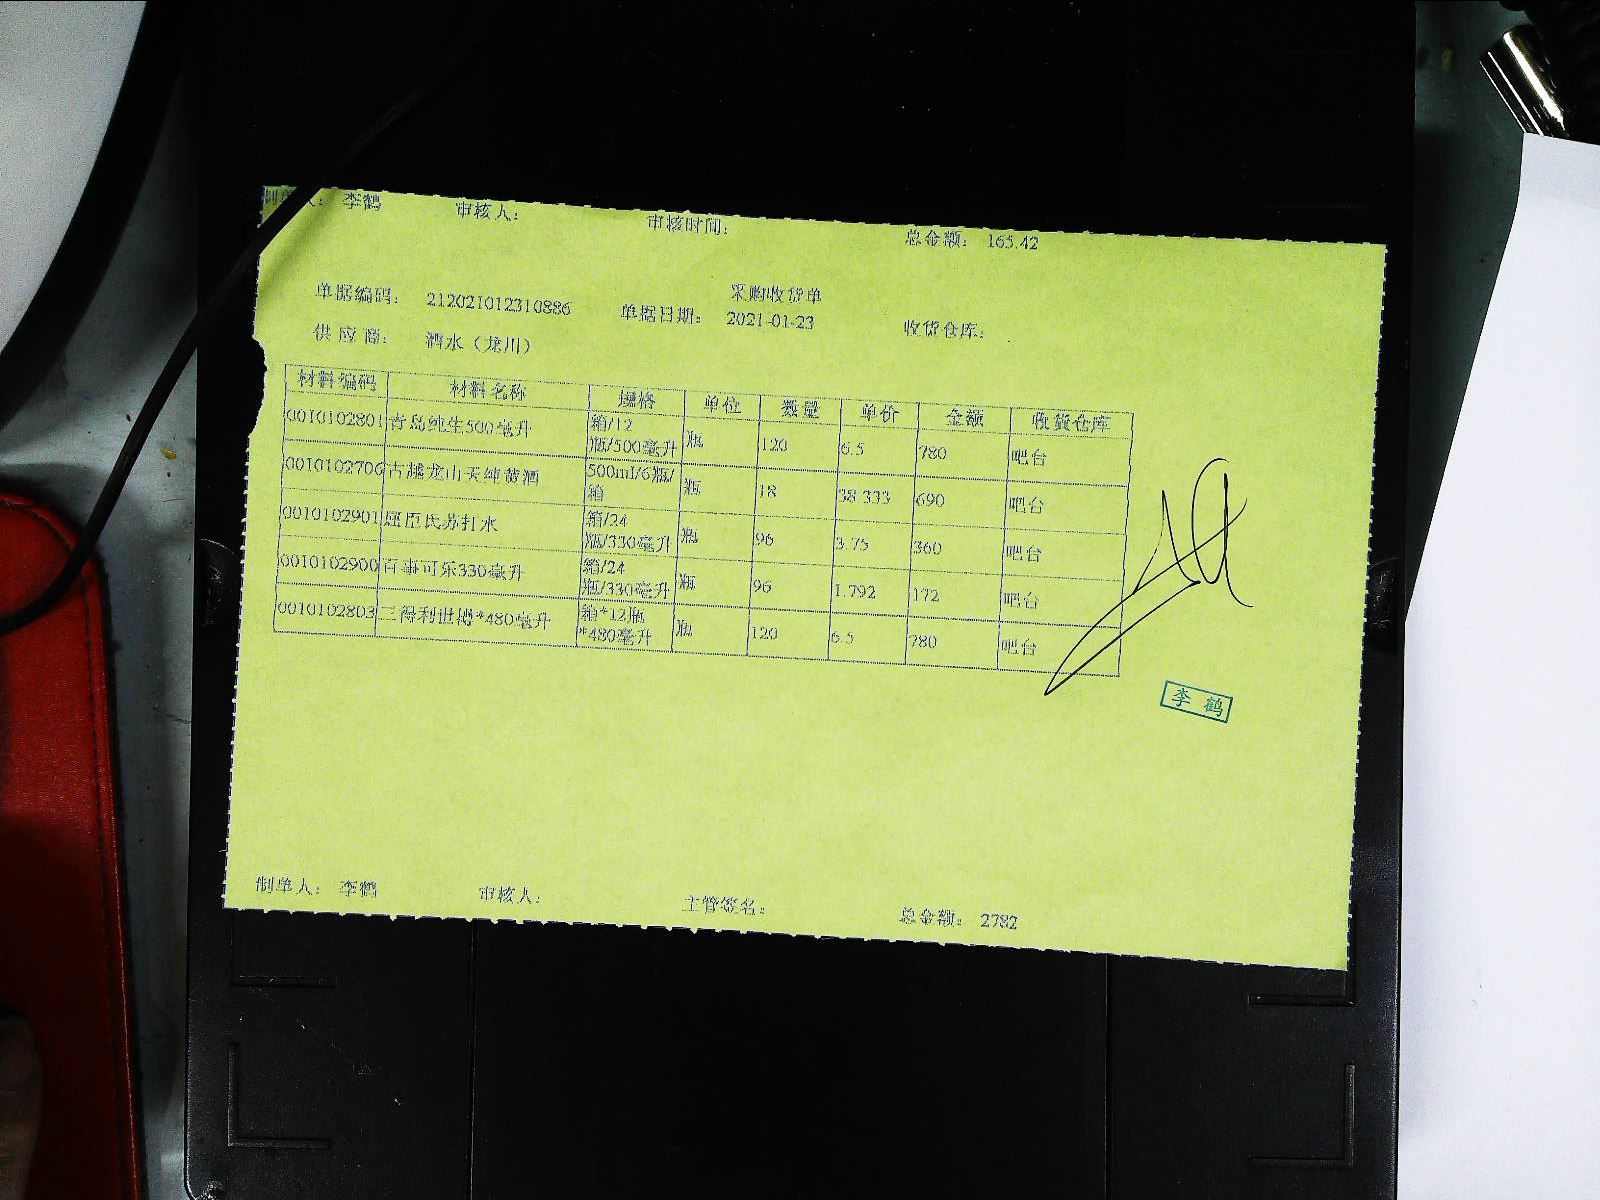 制单人： 李鹤 审核人： 审核时间： 总金额： 165.42
采购收货单
单据编码： 212021012310886 单据日期： 2021-01-23 收货仓库：
供应商： 酒水（龙川）
材料编码 材料名称 规格 单位 数量 单价 金额 收货仓库
0010102801 青岛纯生500毫升 箱/12瓶/500毫升 瓶 120 6.5 780 吧台
0010102706 古越龙山天纯黄酒 500ml/6瓶/箱 瓶 18 38.333 690 吧台
0010102901 屈臣氏苏打水 箱/24瓶/330毫升 瓶 96 3.75 360 吧台
0010102900 百事可乐330毫升 箱/24瓶/330毫升 瓶 96 1.792 172 吧台
0010102803 三得利世博*480毫升 箱*12瓶*480毫升 瓶 120 6.5 780 吧台
李鹤
制单人： 李鹤 审核人： 主管签名： 总金额： 2782